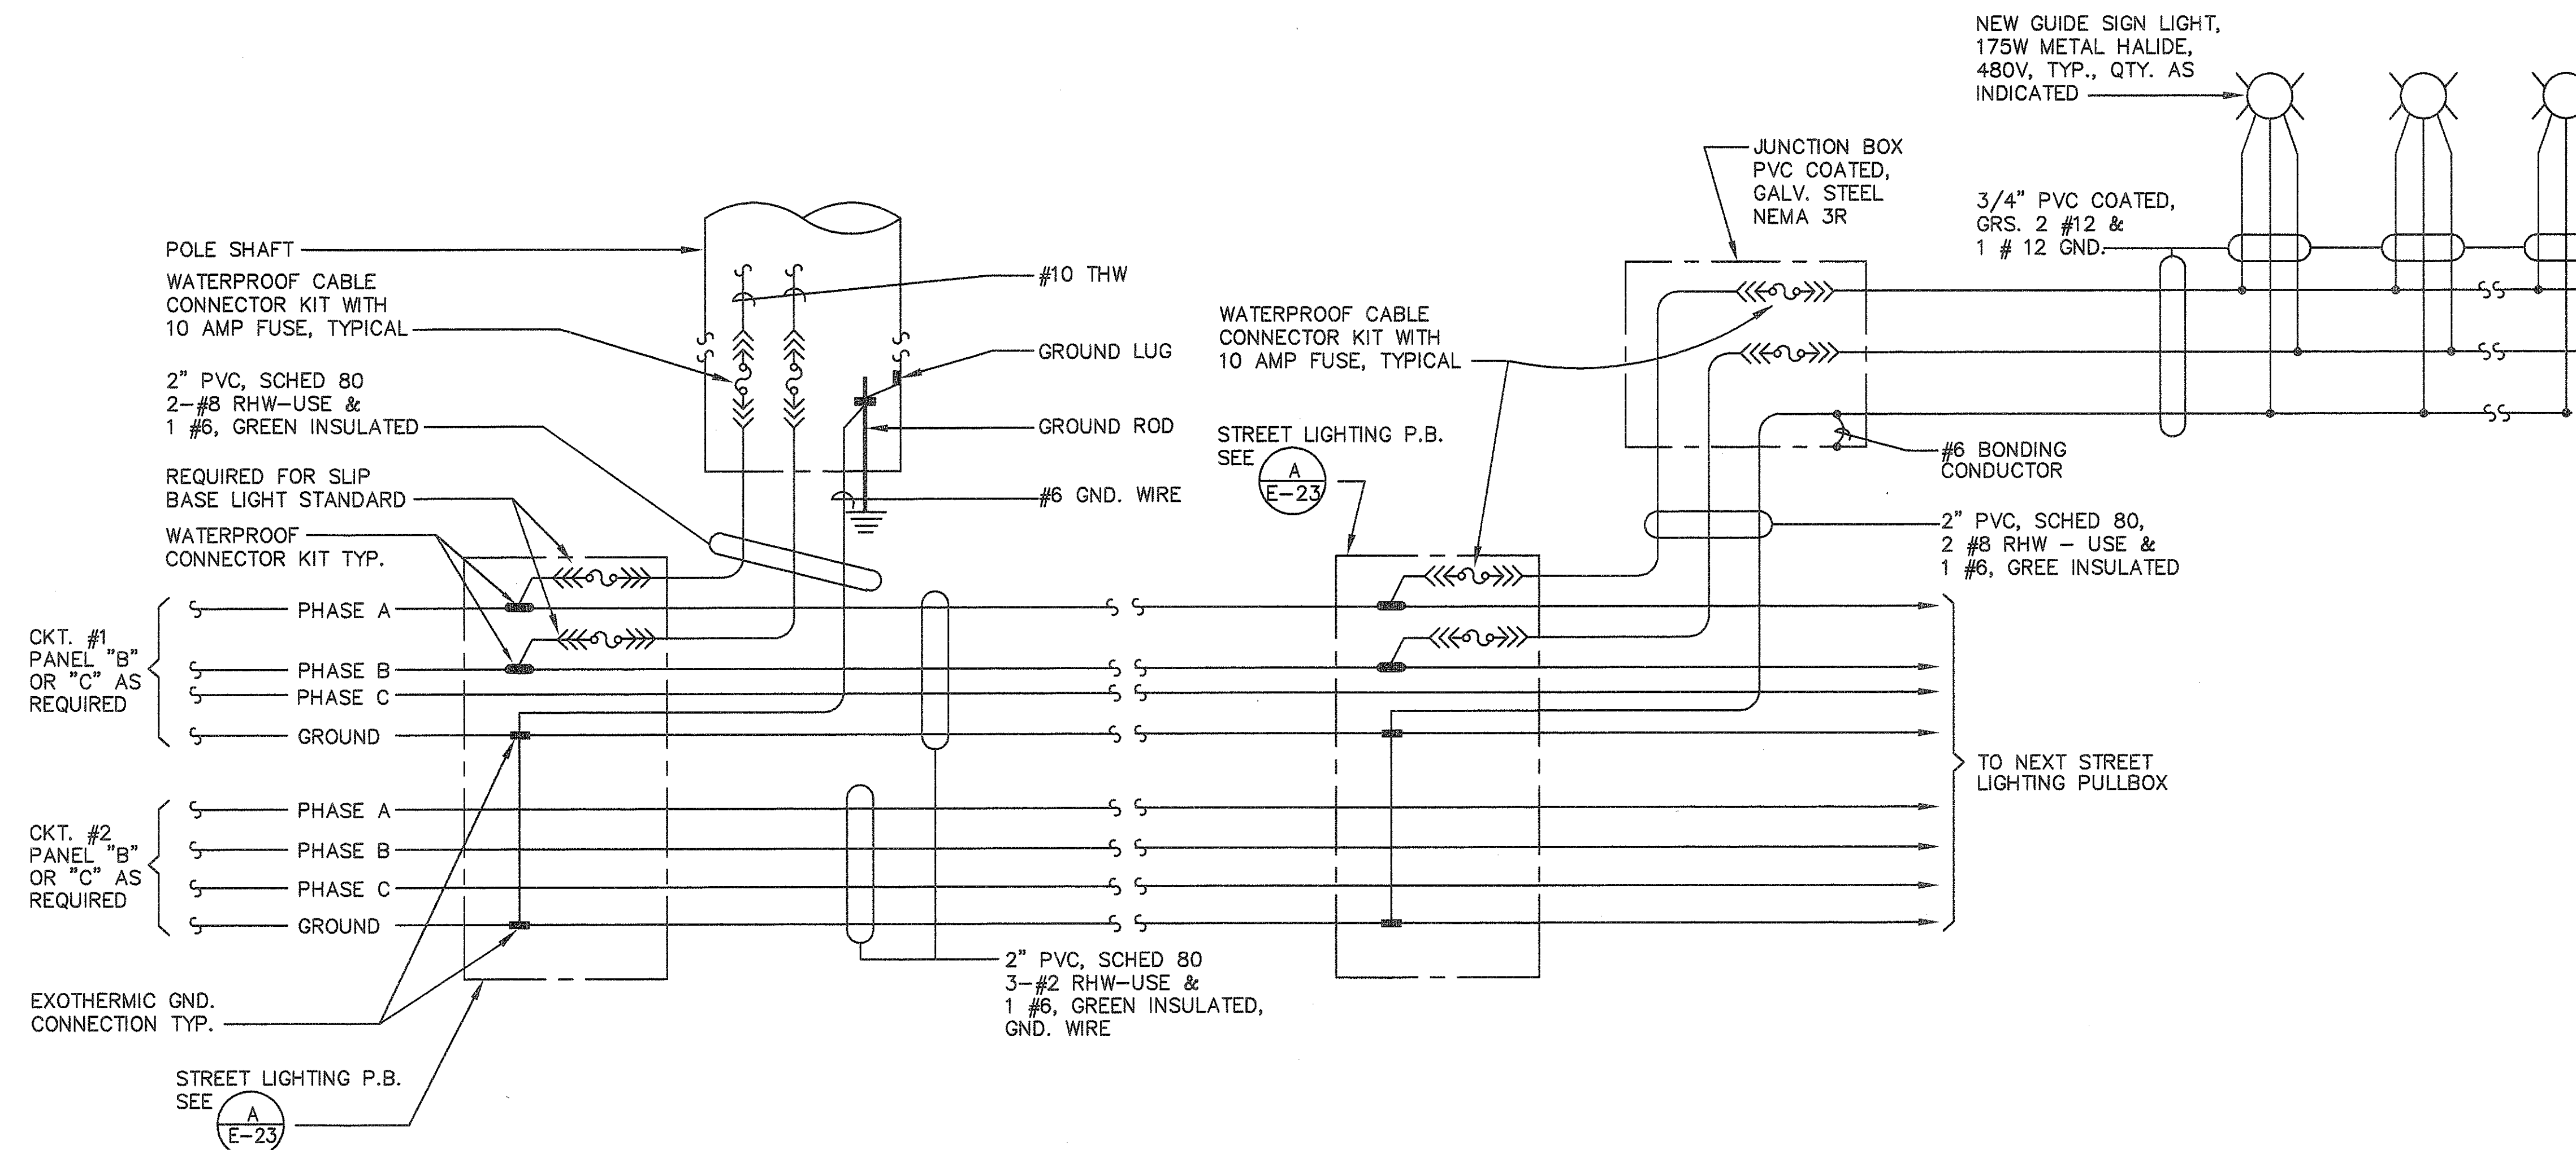 NEW GUIDE SIGN LIGHT,
175W METAL HALIDE,
480V, TYP., QTY. AS
INDICATED
JUNCTION BOX
PVC COATED,
GALV. STEEL
NEMA 3R
3/4" PVC COATED,
GRS. 2 #12 &
1 # 12 GND.
POLE SHAFT
WATERPROOF CABLE
CONNECTOR KIT WITH
10 AMP FUSE, TYPICAL
2" PVC, SCHED 80
2-#8 RHW-USE &
1 #6, GREEN INSULATED
REQUIRED FOR SLIP
BASE LIGHT STANDARD
WATERPROOF
CONNECTOR KIT TYP.
#10 THW
GROUND LUG
GROUND ROD
#6 GND. WIRE
WATERPROOF CABLE
CONNECTOR KIT WITH
10 AMP FUSE, TYPICAL
STREET LIGHTING P.B.
SEE
A
E-23
#6 BONDING
CONDUCTOR
2" PVC, SCHED 80,
2 #8 RHW - USE &
1 #6, GREE INSULATED
CKT. #1
PANEL "B"
OR "C" AS
REQUIRED
PHASE A
PHASE B
PHASE C
GROUND
CKT. #2
PANEL "B"
OR "C" AS
REQUIRED
PHASE A
PHASE B
PHASE C
GROUND
TO NEXT STREET
LIGHTING PULLBOX
2" PVC, SCHED 80
3-#2 RHW-USE &
1 #6, GREEN INSULATED,
GND. WIRE
EXOTHERMIC GND.
CONNECTION TYP.
STREET LIGHTING P.B.
SEE
A
E-23